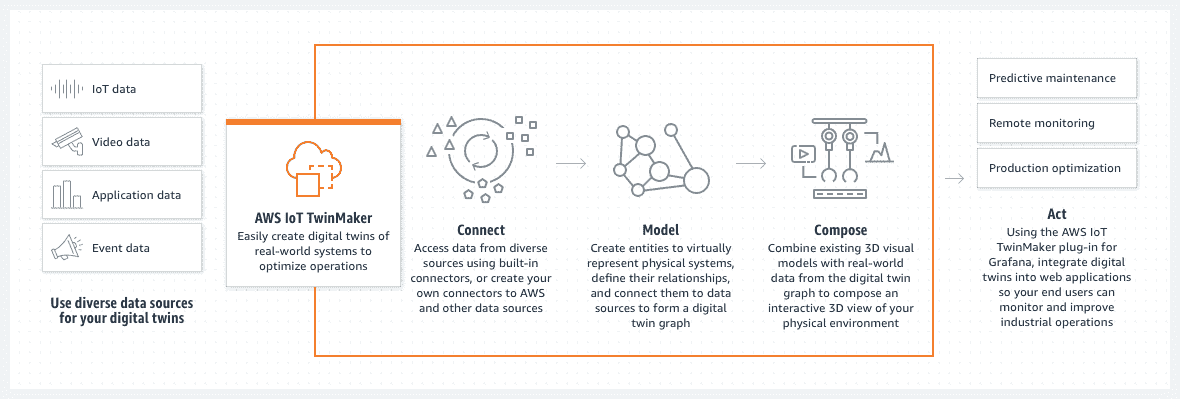 IoT data
Video data
Application data
Event data
Use diverse data sources
for your digital twins
AWS IoT TwinMaker
Easily create digital twins of
real-world systems to
optimize operations
Connect
Access data from diverse
sources using built-in
connectors, or create your
own connectors to AWS
and other data sources
Model
Create entities to virtually
represent physical systems,
define their relationships,
and connect them to data
sources to form a digital
twin graph
Compose
Combine existing 3D visual
models with real-world
data from the digital twin
graph to compose an
interactive 3D view of your
physical environment
Predictive maintenance
Remote monitoring
Production optimization
Act
Using the AWS IoT
TwinMaker plug-in for
Grafana, integrate digital
twins into web applications
so your end users can
monitor and improve
industrial operations